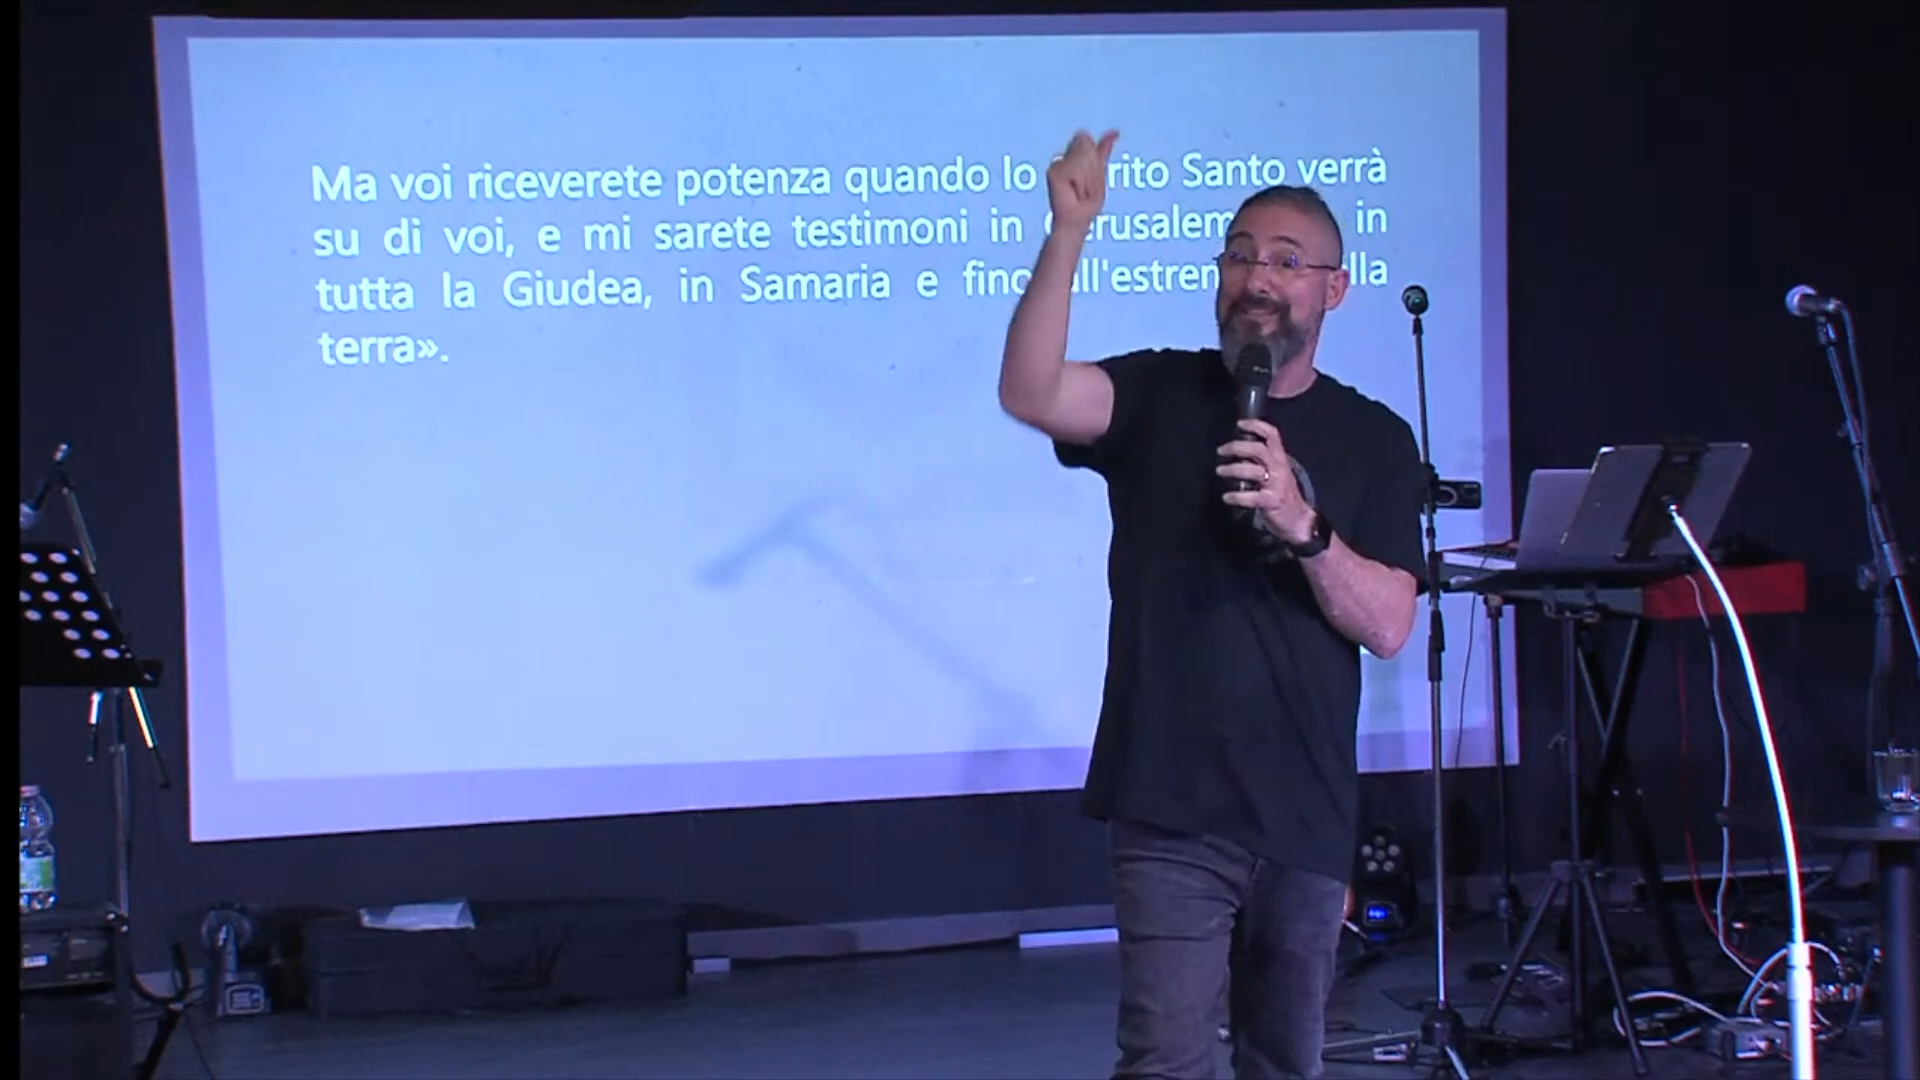 Ma voi riceverete potenza quando lo Santo verrà
su di voi, e mi sarete testimoni in in
tutta la Giudea, in Samaria e fino
terra».